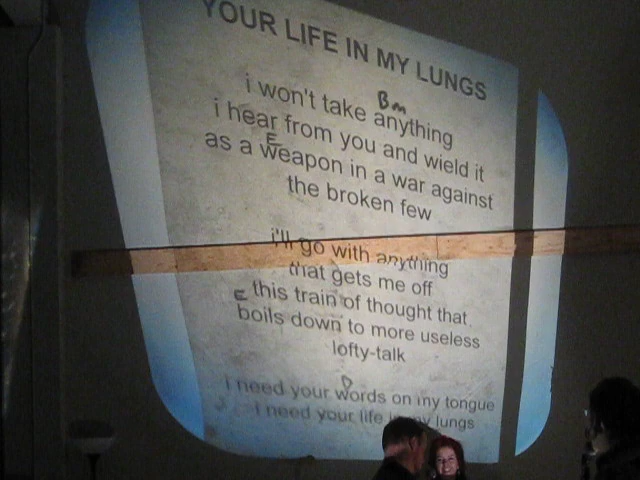 YOUR LIFE IN MY LUNGS
Bm
i won't take anything
i hear from you and wield it
E
as a weapon in a war against
the broken few
i'll go with anything
that gets me off
E this train of thought that
boils down to more useless
lofty-talk
D
i need your words on my tongue
i need your life in my lungs